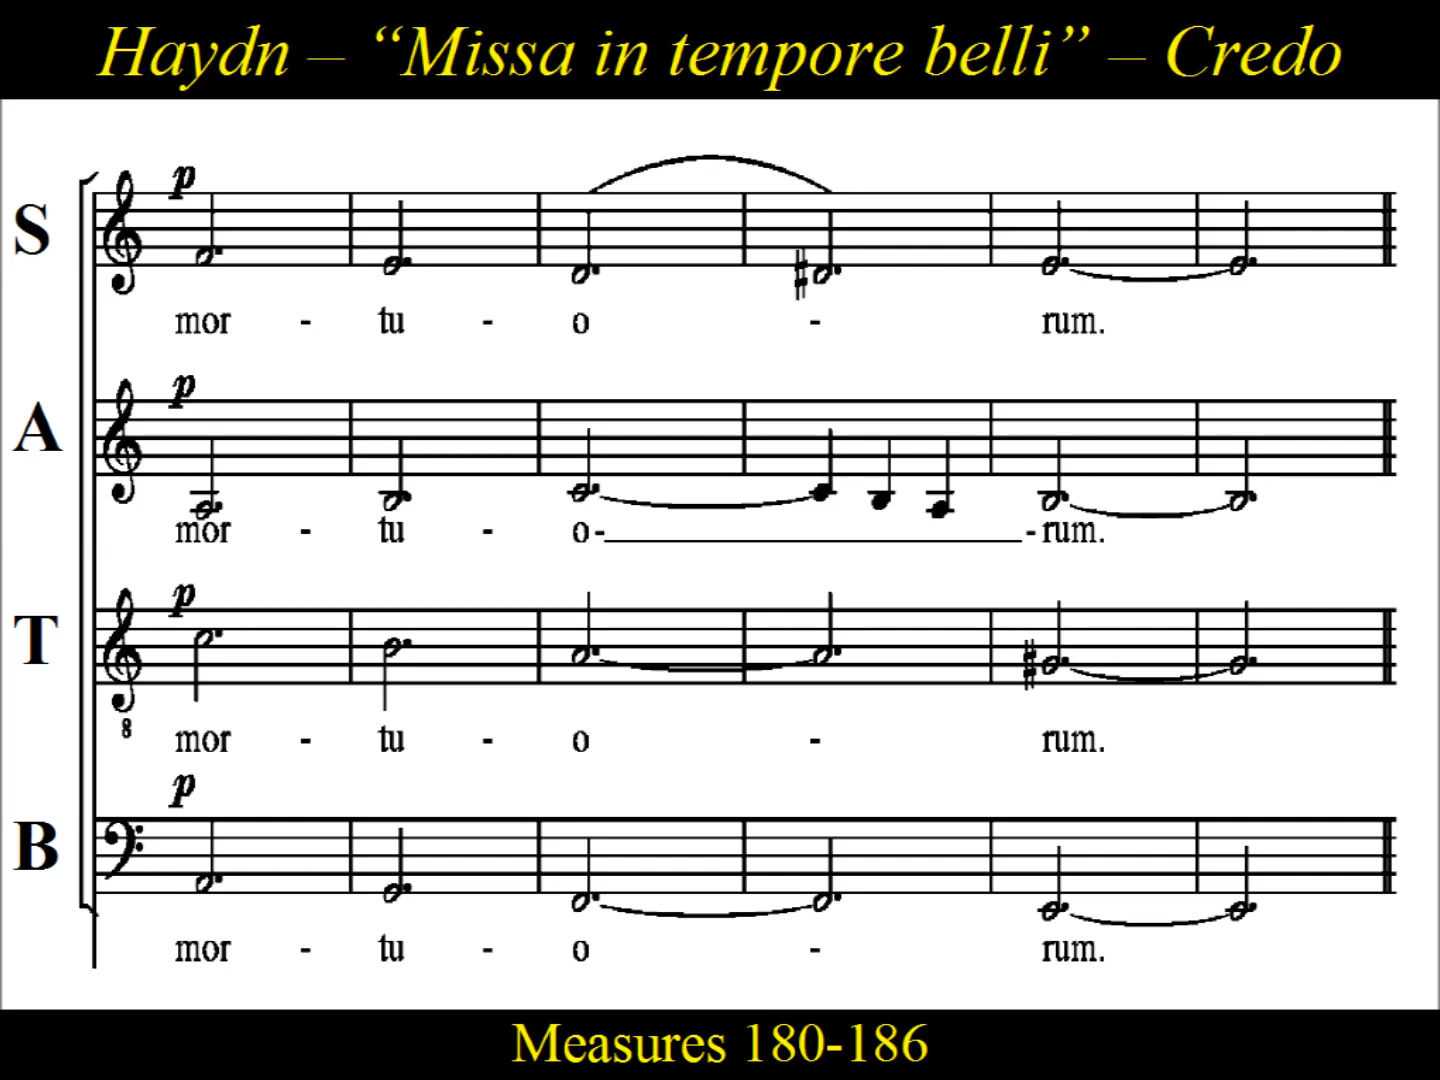 Haydn – “Missa in tempore belli” – Credo
S
p
mor - tu - o - rum.
A
p
mor - tu - o- - rum.
T
p
8
mor - tu - o - rum.
B
p
mor - tu - o - rum.
Measures 180-186